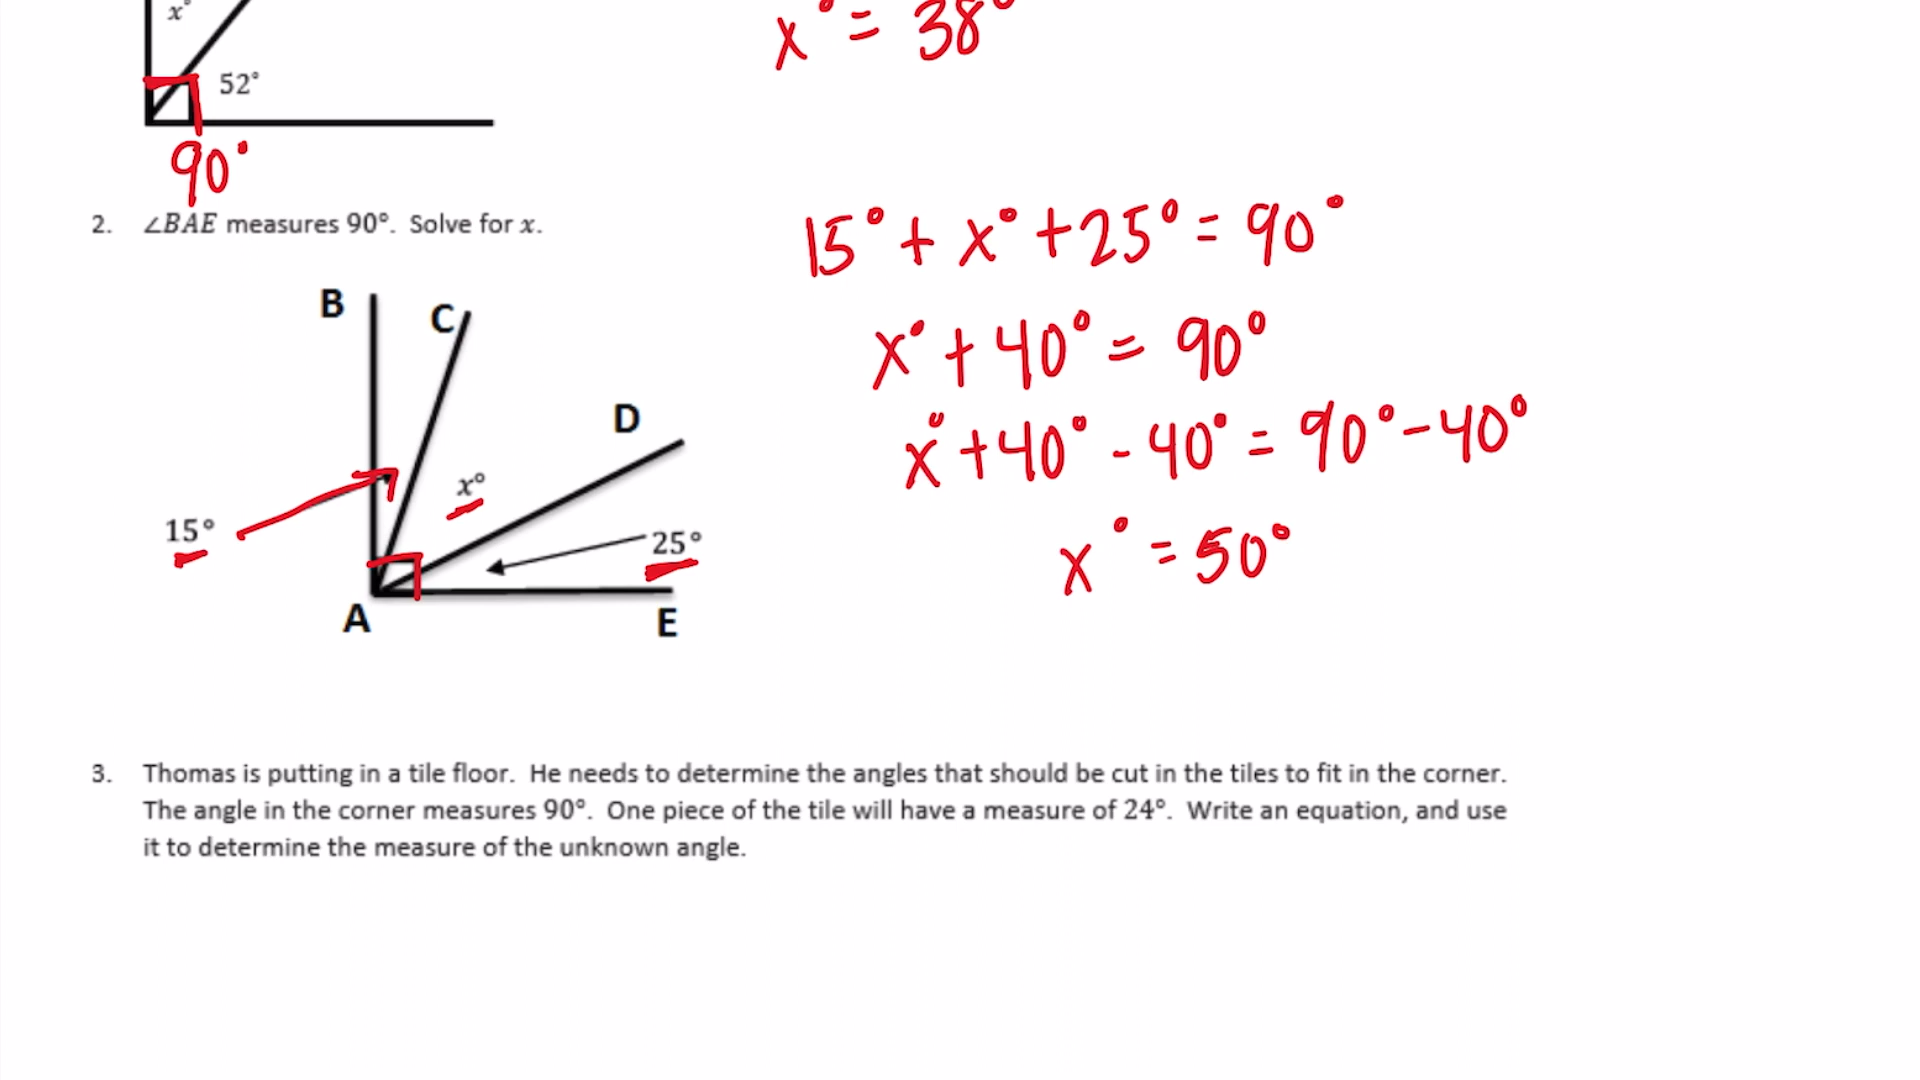 x°
x° = 38°
52°
90°
2. ∠BAE measures 90°. Solve for x.
15° + x° + 25° = 90°
x° + 40° = 90°
x° + 40° - 40° = 90° - 40°
x° = 50°
B
C
D
x°
15°
25°
A
E
3. Thomas is putting in a tile floor. He needs to determine the angles that should be cut in the tiles to fit in the corner.
The angle in the corner measures 90°. One piece of the tile will have a measure of 24°. Write an equation, and use
it to determine the measure of the unknown angle.